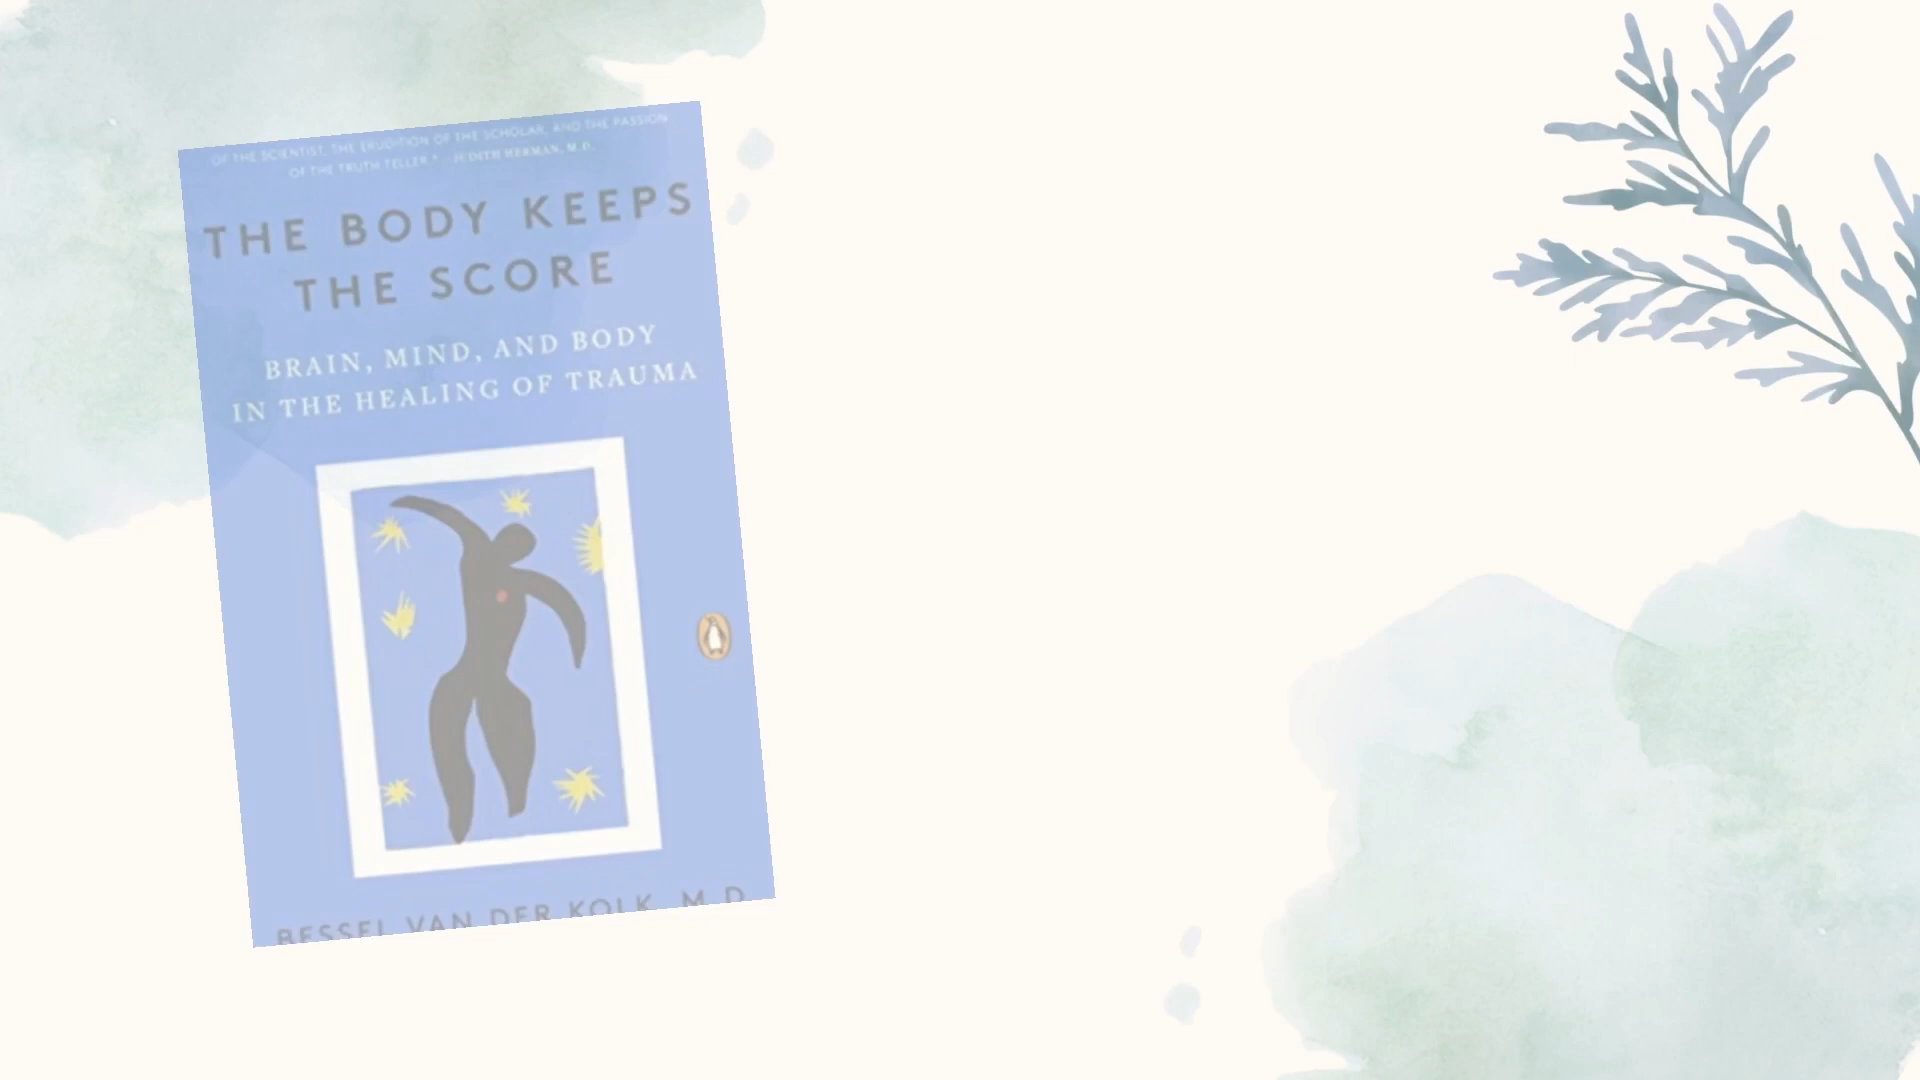 OF THE SCIENTIST, THE ERUDITION OF THE SCHOLAR, AND THE PASSION
OF THE TRUTH TELLER." —JUDITH HERMAN, M.D.
THE BODY KEEPS
THE SCORE
BRAIN, MIND, AND BODY
IN THE HEALING OF TRAUMA
BESSEL VAN DER KOLK, M.D.